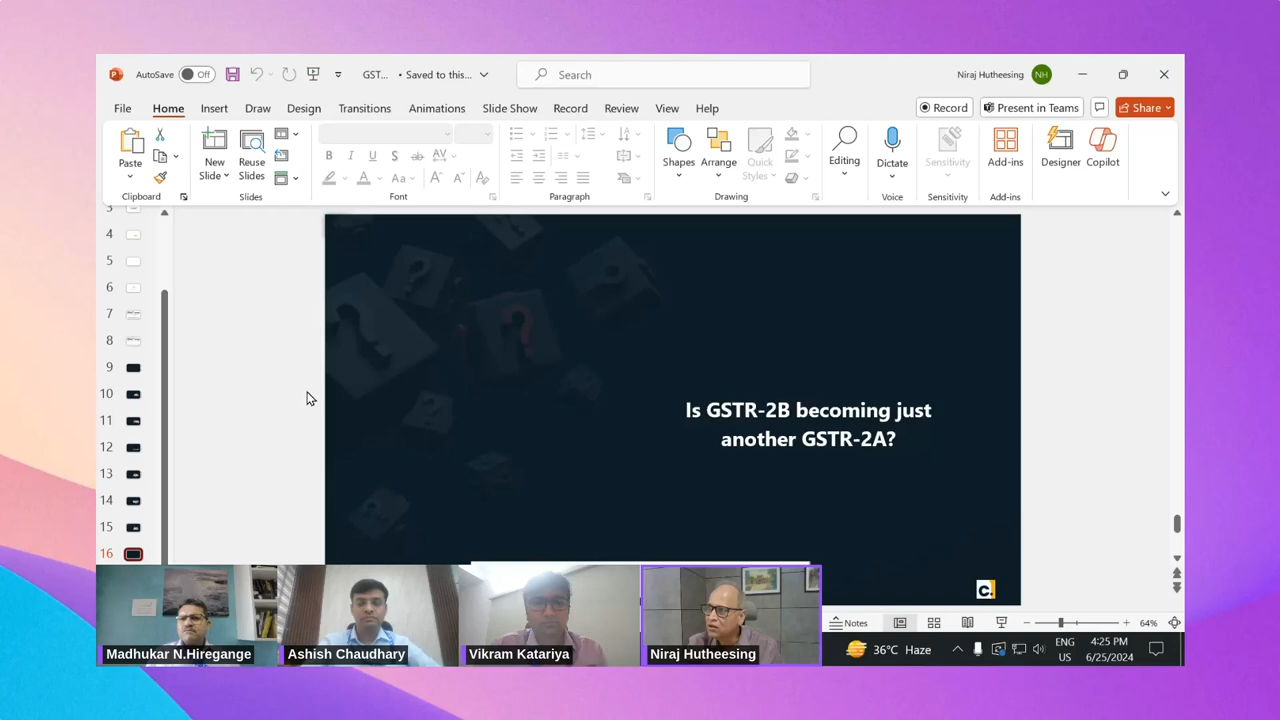 AutoSave Off GST... • Saved to this... Search Niraj Hutheesing NH
File Home Insert Draw Design Transitions Animations Slide Show Record Review View Help Record Present in Teams Share
Paste New Slide Reuse Slides Shapes Arrange Quick Styles Editing Dictate Sensitivity Add-ins Designer Copilot
B I U S ab AV A Aa A A
Clipboard Slides Font Paragraph Drawing Voice Sensitivity Add-ins
3
4
5
6
7
8
9
10
11
12
13
14
15
16
Is GSTR-2B becoming just
another GSTR-2A?
c.
Notes 64%
Madhukar N.Hiregange Ashish Chaudhary Vikram Katariya Niraj Hutheesing
36°C Haze ENG US 4:25 PM 6/25/2024